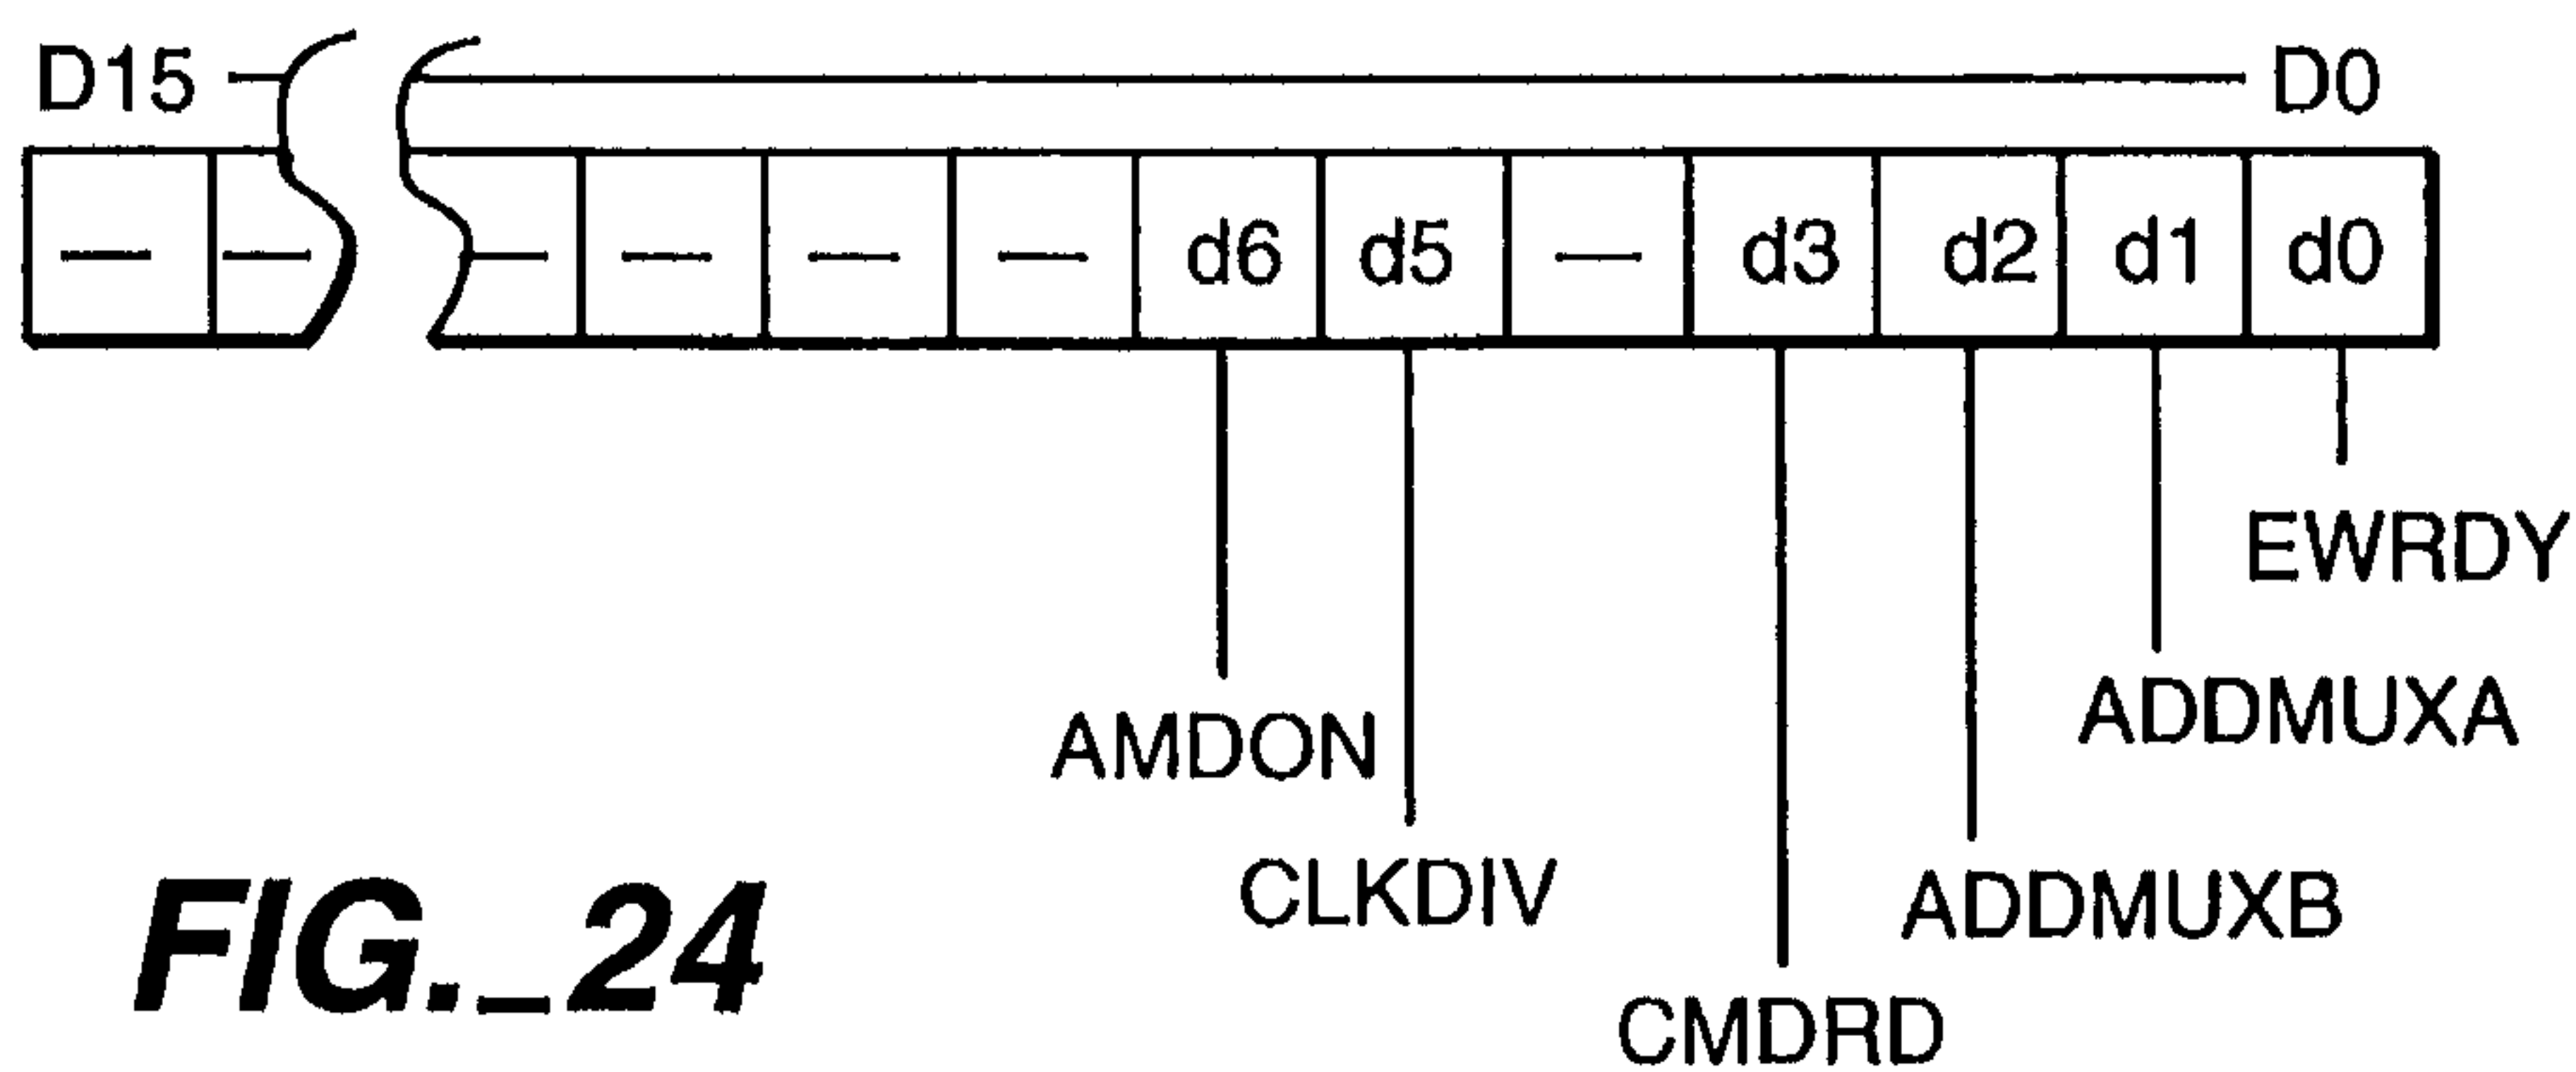 D15 D0
— — — — — — d6 d5 — d3 d2 d1 d0
EWRDY
ADDMUXA
AMDON
CLKDIV
ADDMUXB
CMDRD
FIG._24